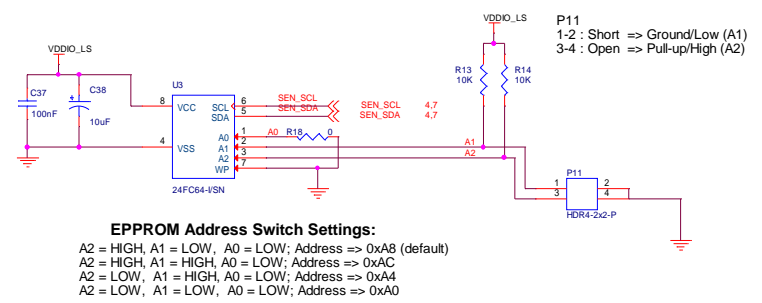 VDDIO_LS
P11
1-2 : Short => Ground/Low (A1)
3-4 : Open => Pull-up/High (A2)
VDDIO_LS
R13
10K
R14
10K
C37
100nF
C38
10uF
U3
8 VCC
4 VSS
SCL 6
SDA 5
A0 1
A1 2
A2 3
WP 7
24FC64-I/SN
SEN_SCL
SEN_SDA
SEN_SCL 4,7
SEN_SDA 4,7
A0 R18 0
A1
A2
P11
1 2
3 4
HDR4-2x2-P
EPPROM Address Switch Settings:
A2 = HIGH, A1 = LOW, A0 = LOW; Address => 0xA8 (default)
A2 = HIGH, A1 = HIGH, A0 = LOW; Address => 0xAC
A2 = LOW, A1 = HIGH, A0 = LOW; Address => 0xA4
A2 = LOW, A1 = LOW, A0 = LOW; Address => 0xA0